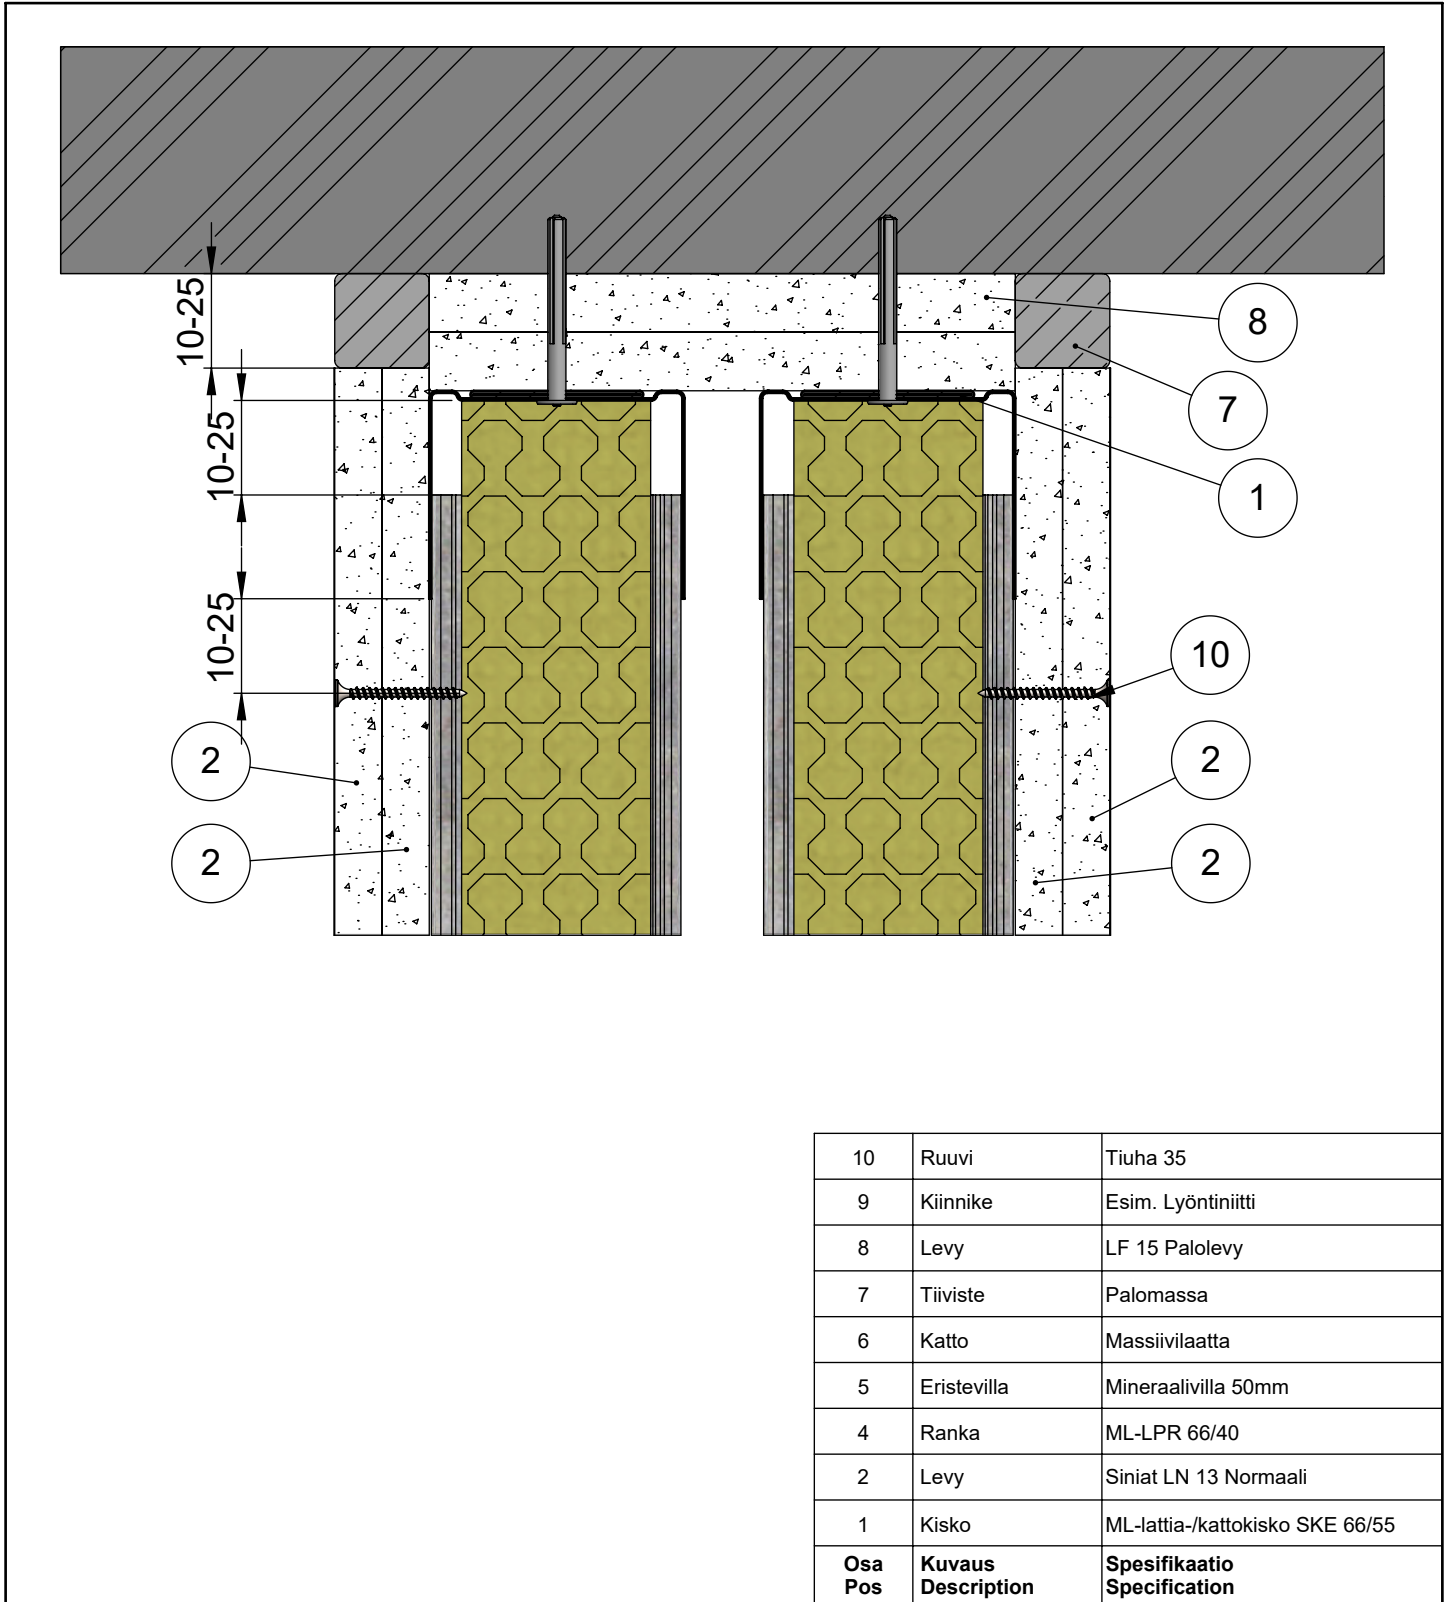 10-25
8
7
10-25
1
10-25
10
2
2
2
2
10 Ruuvi Tiuha 35
9 Kiinnike Esim. Lyöntiniitti
8 Levy LF 15 Palolevy
7 Tiiviste Palomassa
6 Katto Massiivilaatta
5 Eristevilla Mineraalivilla 50mm
4 Ranka ML-LPR 66/40
2 Levy Siniat LN 13 Normaali
1 Kisko ML-lattia-/kattokisko SKE 66/55
Osa Kuvaus Spesifikaatio
Pos Description Specification